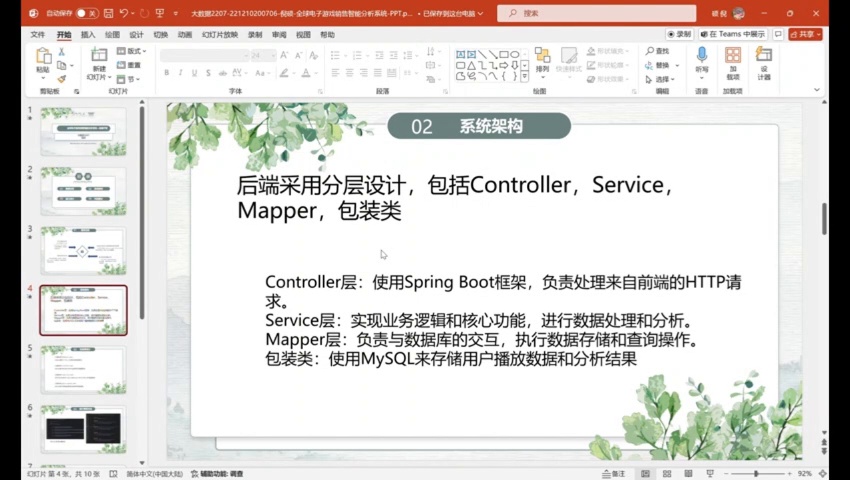 自动保存 关
大数据2207-221210200706-倪硕-全球电子游戏销售智能分析系统-PPT.p... • 已保存到这台电脑
搜索
文件 开始 插入 绘图 设计 切换 动画 幻灯片放映 录制 审阅 视图 帮助
录制 在 Teams 中展示 共享
粘贴
新建
幻灯片
版式
重置
节
排列
快速样式
形状填充
形状轮廓
形状效果
查找
替换
选择
听写
加
载项
设
计器
剪贴板 幻灯片 字体 段落 绘图 编辑 语音 加载项
1
2
3
4
5
6
7
02 系统架构
后端采用分层设计，包括Controller，Service，
Mapper，包装类
Controller层：使用Spring Boot框架，负责处理来自前端的HTTP请
求。
Service层：实现业务逻辑和核心功能，进行数据处理和分析。
Mapper层：负责与数据库的交互，执行数据存储和查询操作。
包装类：使用MySQL来存储用户播放数据和分析结果
幻灯片 第 4 张，共 10 张 简体中文(中国大陆) 辅助功能: 调查
备注 92%